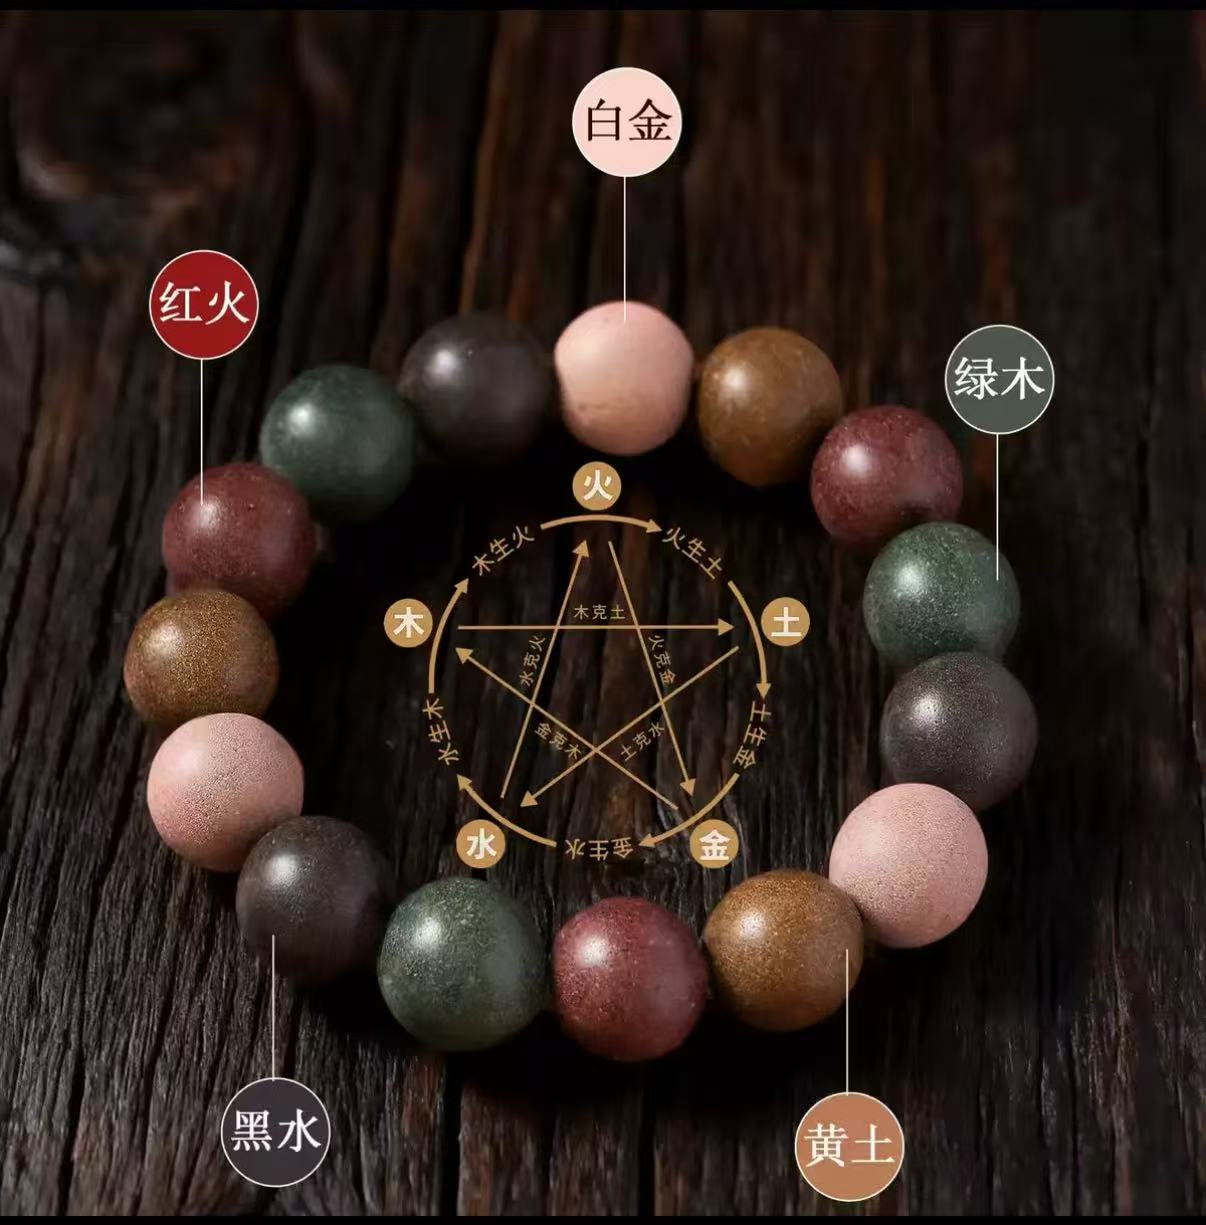 白金
红火
绿木
火
木生火
火生土
木
木克土
土
水克火
火克金
水生木
土生金
金克木
土克水
水
金生水
金
黑水
黄土